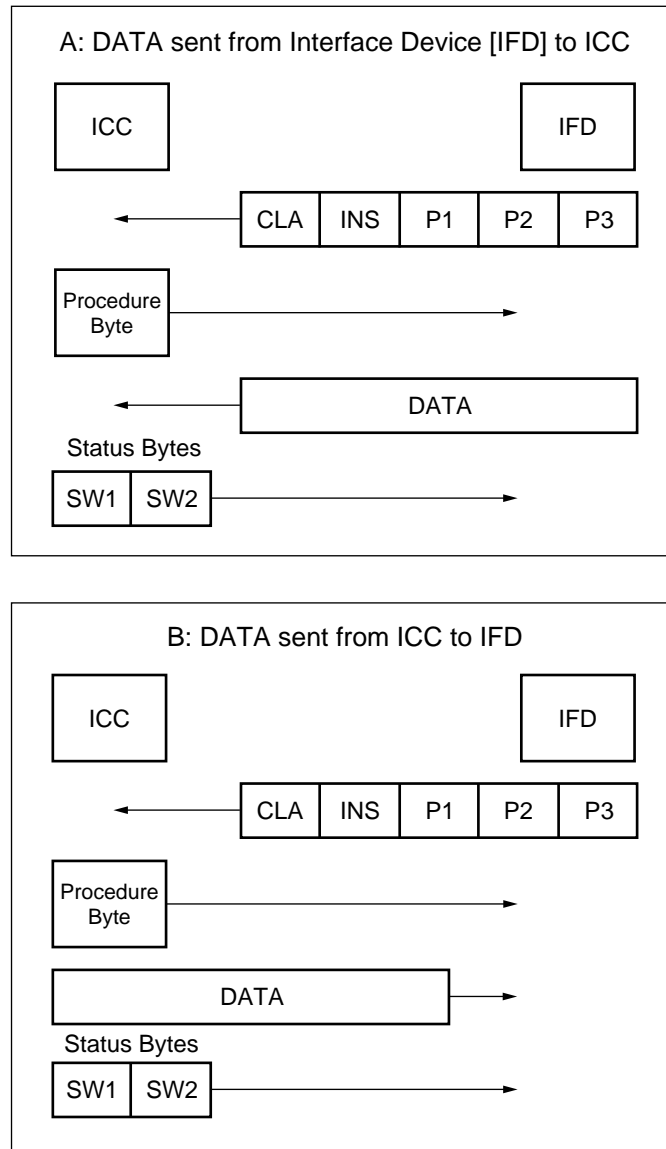 A: DATA sent from Interface Device [IFD] to ICC
ICC IFD
CLA INS P1 P2 P3
Procedure
Byte
DATA
Status Bytes
SW1 SW2
B: DATA sent from ICC to IFD
ICC IFD
CLA INS P1 P2 P3
Procedure
Byte
DATA
Status Bytes
SW1 SW2